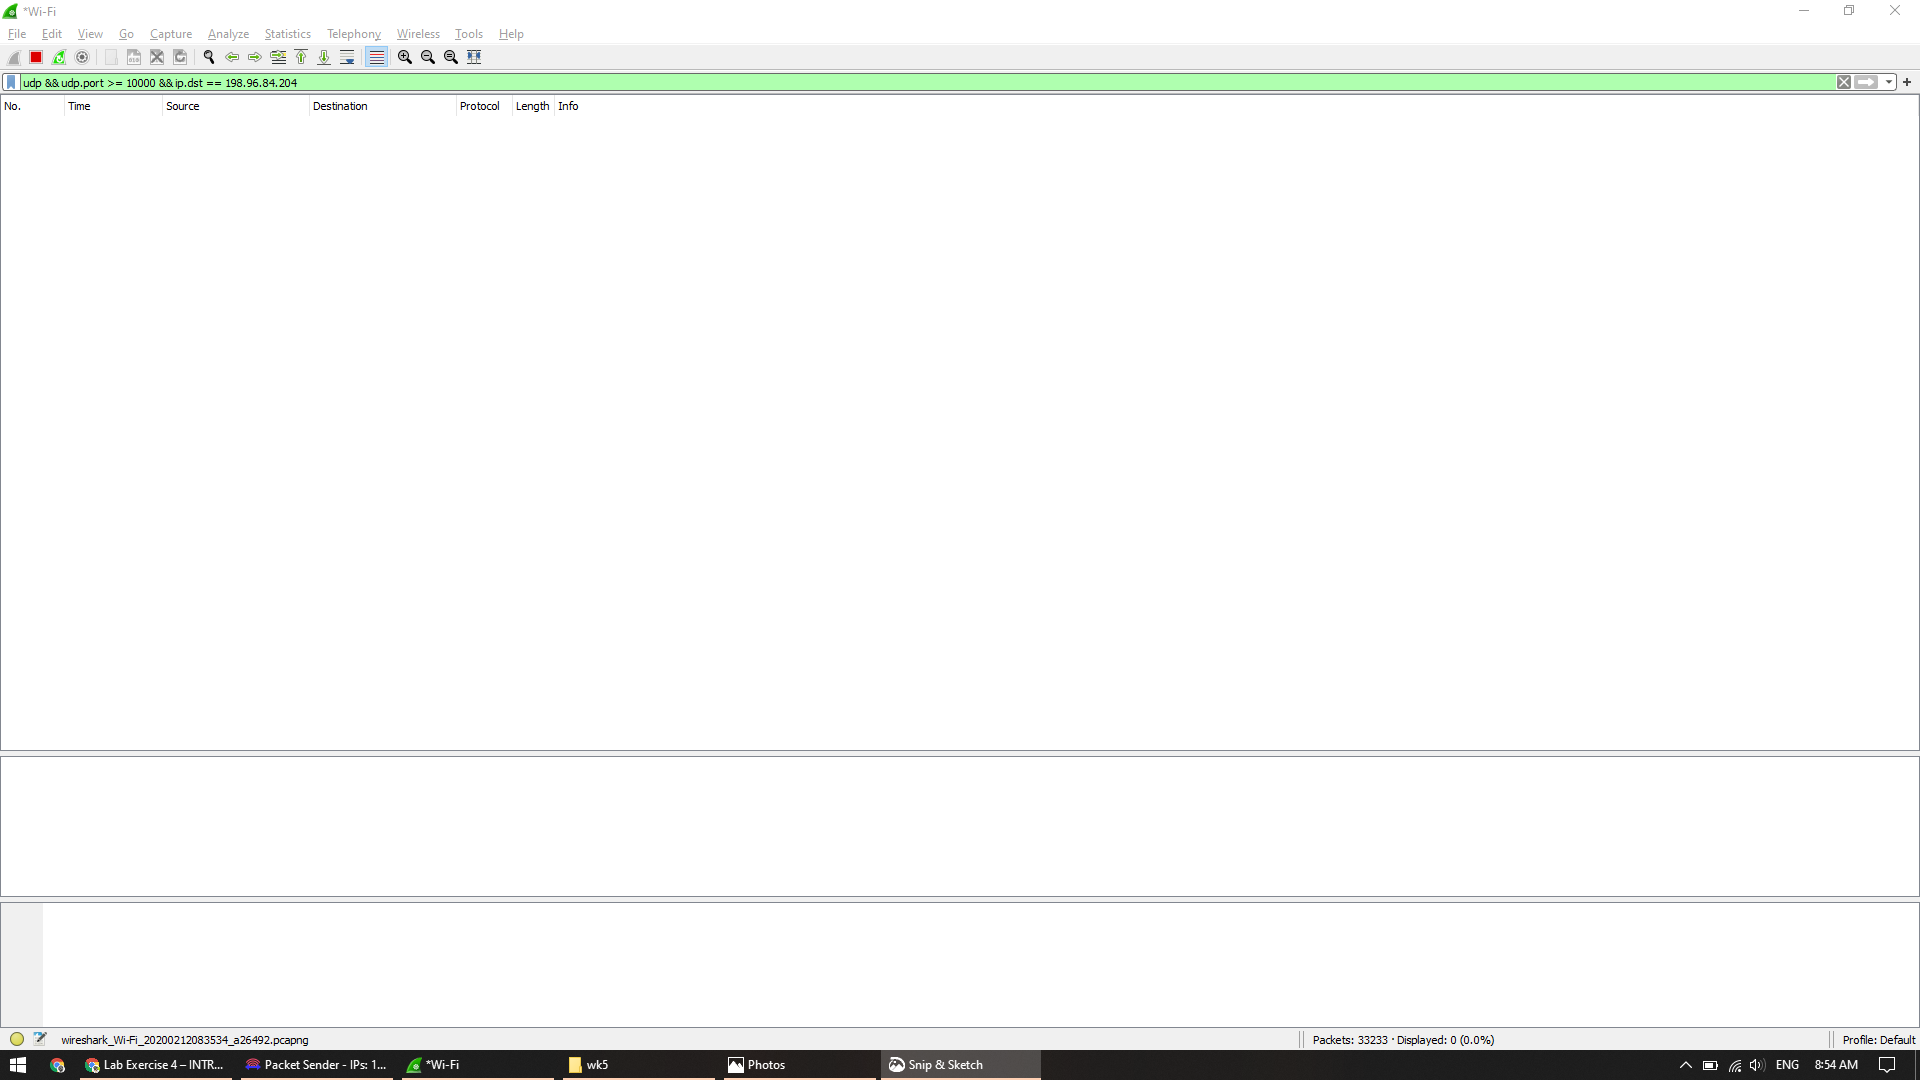 *Wi-Fi
File Edit View Go Capture Analyze Statistics Telephony Wireless Tools Help
udp && udp.port >= 10000 && ip.dst == 198.96.84.204
No. Time Source Destination Protocol Length Info
wireshark_Wi-Fi_20200212083534_a26492.pcapng Packets: 33233 · Displayed: 0 (0.0%) Profile: Default
Lab Exercise 4 – INTR... Packet Sender - IPs: 1... *Wi-Fi wk5 Photos Snip & Sketch ENG 8:54 AM